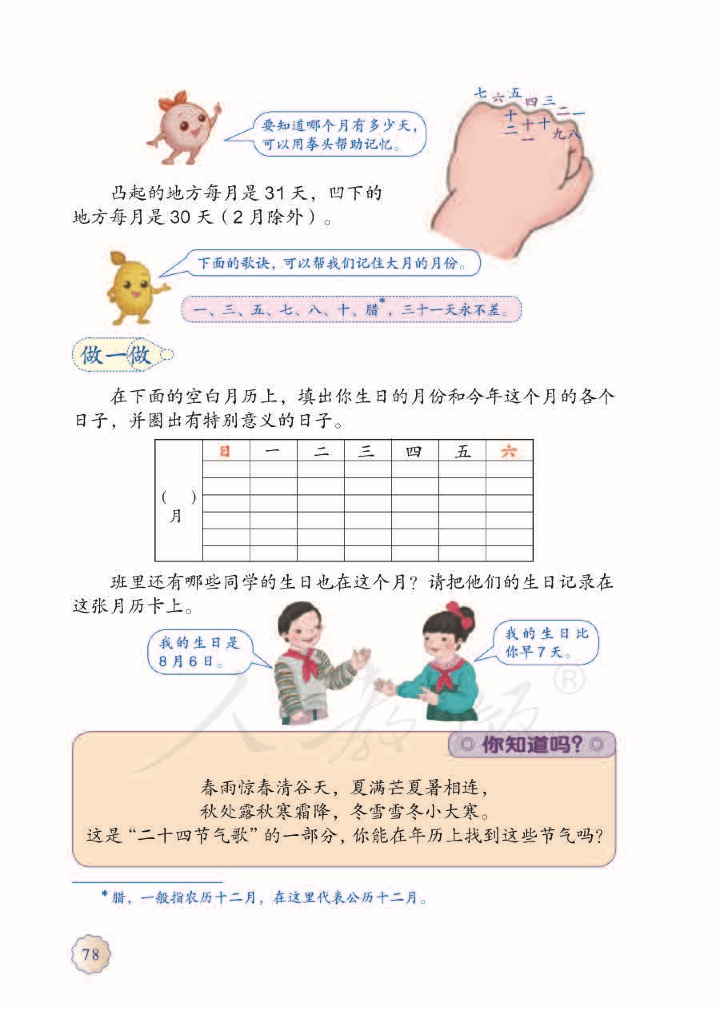 七 六 五 四 三 二 一
十二 十一 十 九 八
要知道哪个月有多少天，
可以用拳头帮助记忆。
凸起的地方每月是 31 天，凹下的
地方每月是 30 天（2 月除外）。
下面的歌诀，可以帮我们记住大月的月份。
一、三、五、七、八、十、腊*，三十一天永不差。
做一做
在下面的空白月历上，填出你生日的月份和今年这个月的各个
日子，并圈出有特别意义的日子。
日 一 二 三 四 五 六
（ ）
月
班里还有哪些同学的生日也在这个月？请把他们的生日记录在
这张月历卡上。
我的生日是
8月6日。
我的生日比
你早7天。
人教版®
你知道吗？
春雨惊春清谷天，夏满芒夏暑相连，
秋处露秋寒霜降，冬雪雪冬小大寒。
这是“二十四节气歌”的一部分，你能在年历上找到这些节气吗？
*腊，一般指农历十二月，在这里代表公历十二月。
78